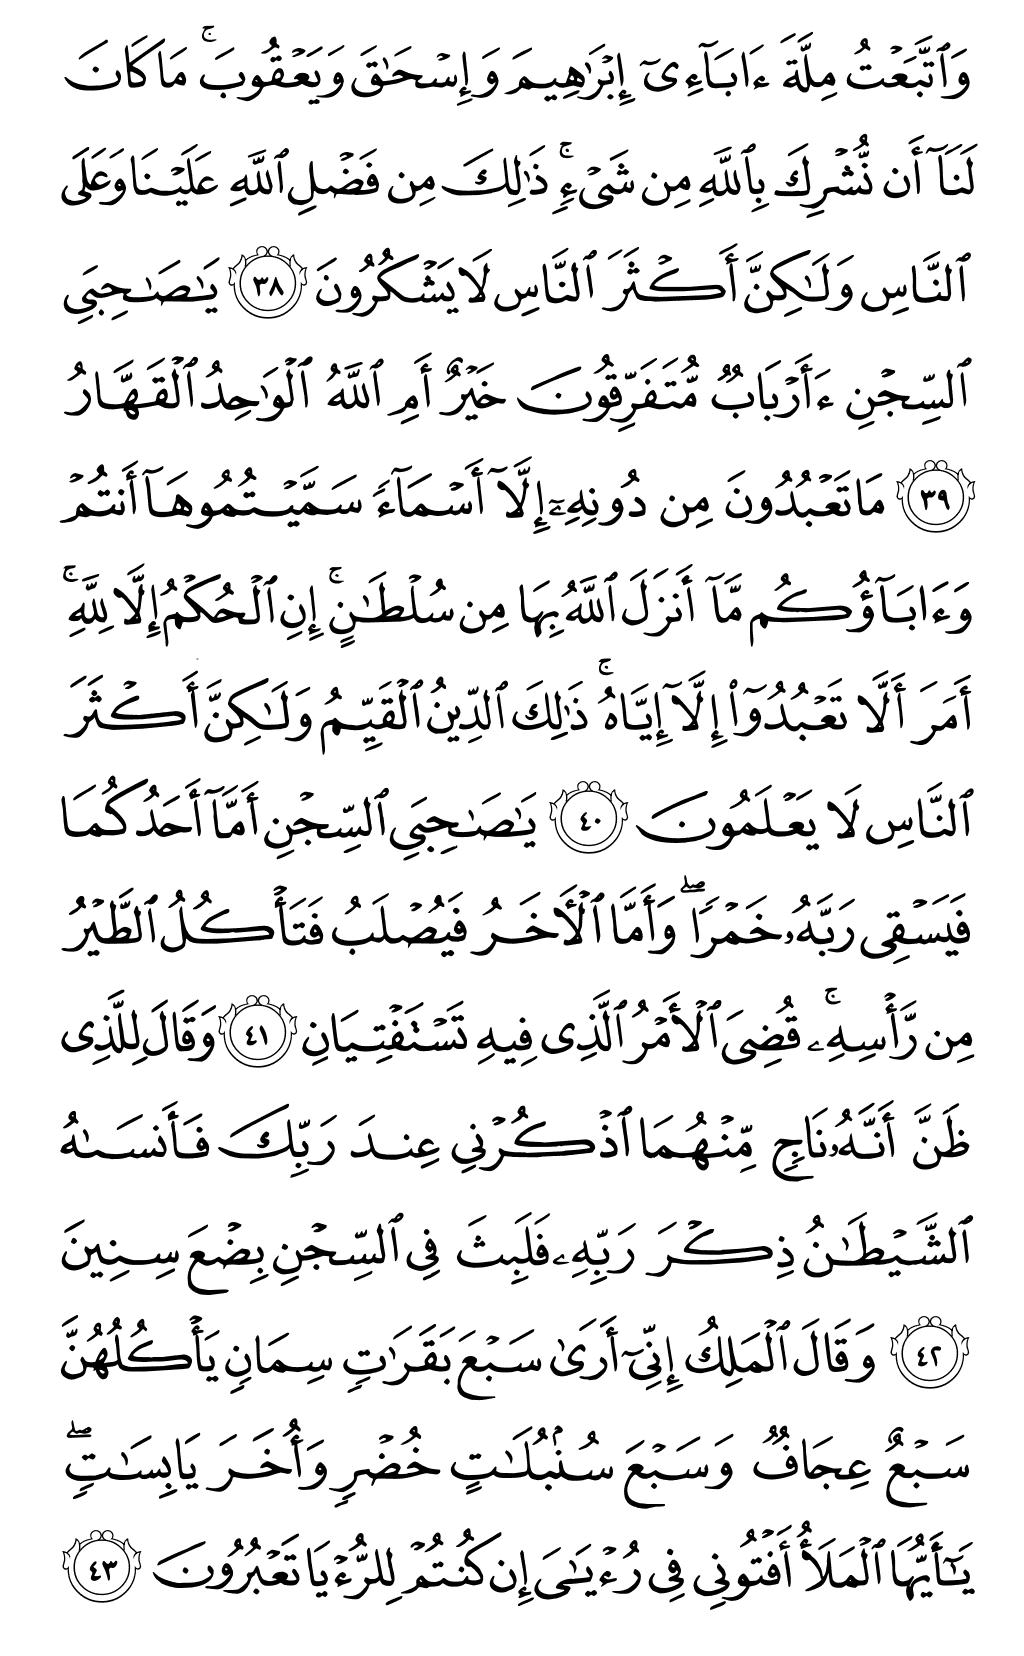 وَٱتَّبَعۡتُ مِلَّةَ ءَابَآءِيٓ إِبۡرَٰهِيمَ وَإِسۡحَٰقَ وَيَعۡقُوبَۚ مَا كَانَ
لَنَآ أَن نُّشۡرِكَ بِٱللَّهِ مِن شَيۡءٖۚ ذَٰلِكَ مِن فَضۡلِ ٱللَّهِ عَلَيۡنَا وَعَلَى
ٱلنَّاسِ وَلَٰكِنَّ أَكۡثَرَ ٱلنَّاسِ لَا يَشۡكُرُونَ ٣٨ يَٰصَٰحِبَيِ
ٱلسِّجۡنِ ءَأَرۡبَابٞ مُّتَفَرِّقُونَ خَيۡرٌ أَمِ ٱللَّهُ ٱلۡوَٰحِدُ ٱلۡقَهَّارُ
٣٩ مَا تَعۡبُدُونَ مِن دُونِهِۦٓ إِلَّآ أَسۡمَآءٗ سَمَّيۡتُمُوهَآ أَنتُمۡ
وَءَابَآؤُكُم مَّآ أَنزَلَ ٱللَّهُ بِهَا مِن سُلۡطَٰنٍۚ إِنِ ٱلۡحُكۡمُ إِلَّا لِلَّهِۚ
أَمَرَ أَلَّا تَعۡبُدُوٓاْ إِلَّآ إِيَّاهُۚ ذَٰلِكَ ٱلدِّينُ ٱلۡقَيِّمُ وَلَٰكِنَّ أَكۡثَرَ
ٱلنَّاسِ لَا يَعۡلَمُونَ ٤٠ يَٰصَٰحِبَيِ ٱلسِّجۡنِ أَمَّآ أَحَدُكُمَا
فَيَسۡقِي رَبَّهُۥ خَمۡرٗاۖ وَأَمَّا ٱلۡأٓخَرُ فَيُصۡلَبُ فَتَأۡكُلُ ٱلطَّيۡرُ
مِن رَّأۡسِهِۦۚ قُضِيَ ٱلۡأَمۡرُ ٱلَّذِي فِيهِ تَسۡتَفۡتِيَانِ ٤١ وَقَالَ لِلَّذِي
ظَنَّ أَنَّهُۥ نَاجٖ مِّنۡهُمَا ٱذۡكُرۡنِي عِندَ رَبِّكَ فَأَنسَىٰهُ
ٱلشَّيۡطَٰنُ ذِكۡرَ رَبِّهِۦ فَلَبِثَ فِي ٱلسِّجۡنِ بِضۡعَ سِنِينَ
٤٢ وَقَالَ ٱلۡمَلِكُ إِنِّيٓ أَرَىٰ سَبۡعَ بَقَرَٰتٖ سِمَانٖ يَأۡكُلُهُنَّ
سَبۡعٌ عِجَافٞ وَسَبۡعَ سُنۢبُلَٰتٍ خُضۡرٖ وَأُخَرَ يَابِسَٰتٖۖ
يَٰٓأَيُّهَا ٱلۡمَلَأُ أَفۡتُونِي فِي رُءۡيَٰيَ إِن كُنتُمۡ لِلرُّءۡيَا تَعۡبُرُونَ ٤٣